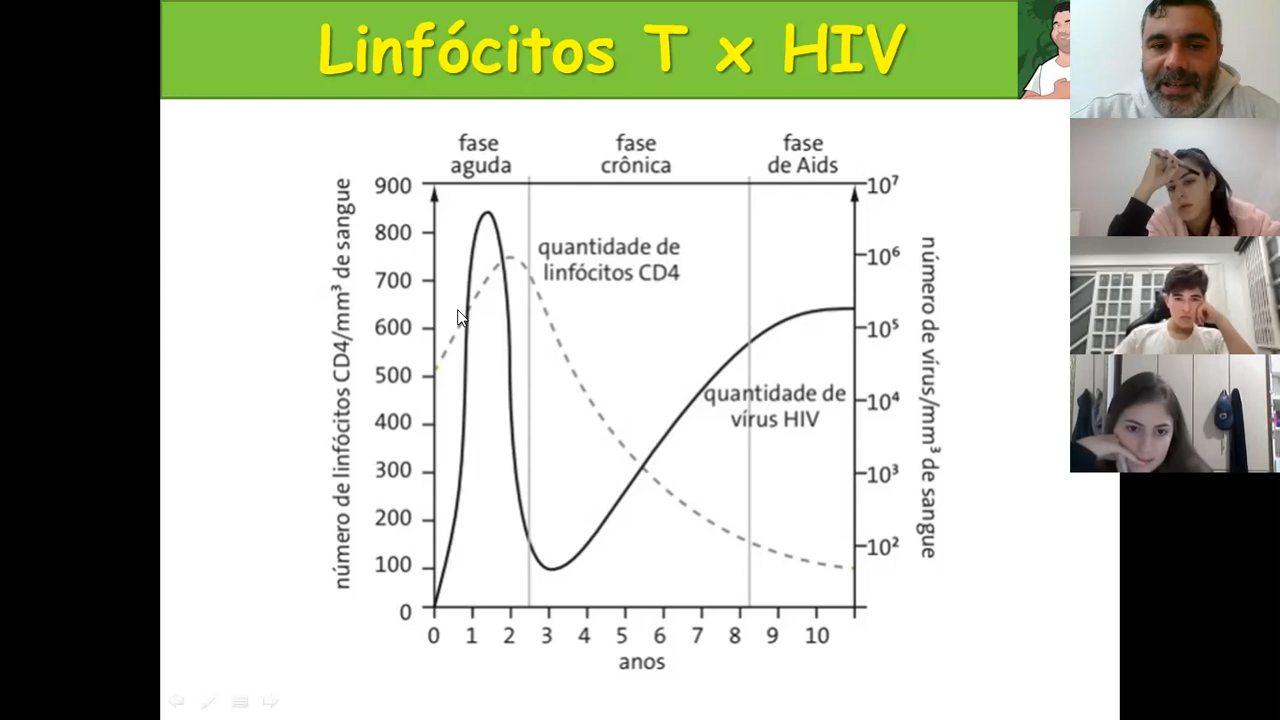 Linfócitos T x HIV
fase
aguda
fase
crônica
fase
de Aids
número de linfócitos CD4/mm³ de sangue
900
800
700
600
500
400
300
200
100
0
quantidade de
linfócitos CD4
quantidade de
vírus HIV
10⁷
10⁶
10⁵
10⁴
10³
10²
número de vírus/mm³ de sangue
0 1 2 3 4 5 6 7 8 9 10
anos